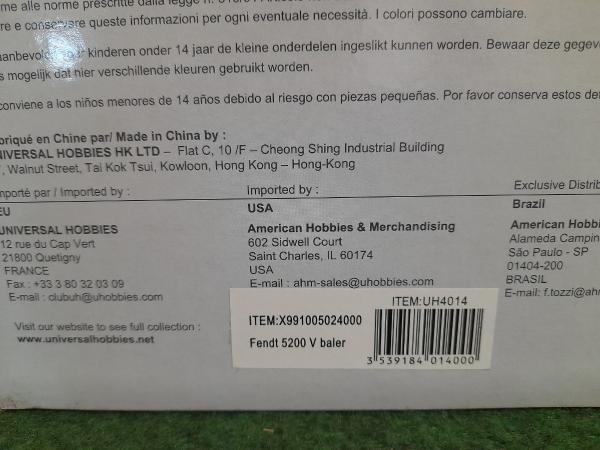 me alle norme prescritte dalla legge n.
re e conservare queste informazioni per ogni eventuale necessità. I colori possono cambiare.
kinderen onder 14 jaar de kleine onderdelen ingeslikt kunnen worden. Bewaar deze gegev
s mogelijk dat hier verschillende kleuren gebruikt worden.
conviene a los niños menores de 14 años debido al riesgo con piezas pequeñas. Por favor conserva estos det
abriqué en Chine par/ Made in China by :
NIVERSAL HOBBIES HK LTD – Flat C, 10 /F – Cheong Shing Industrial Building
, Walnut Street, Tai Kok Tsui, Kowloon, Hong Kong – Hong-Kong
mporté par / Imported by :
EU
UNIVERSAL HOBBIES
12 rue du Cap Vert
21800 Quetigny
FRANCE
Fax : +33 3 80 32 03 09
E-mail : clubuh@uhobbies.com
Visit our website to see full collection :
www.universalhobbies.net
Imported by :
USA
American Hobbies & Merchandising
602 Sidwell Court
Saint Charles, IL 60174
USA
E-mail : ahm-sales@uhobbies.com
Exclusive Distrib
Brazil
American Hobbi
Alameda Campin
São Paulo - SP
01404-200
BRASIL
E-mail: f.tozzi@ahr
ITEM:X991005024000
Fendt 5200 V baler
ITEM:UH4014
3 539184 014000